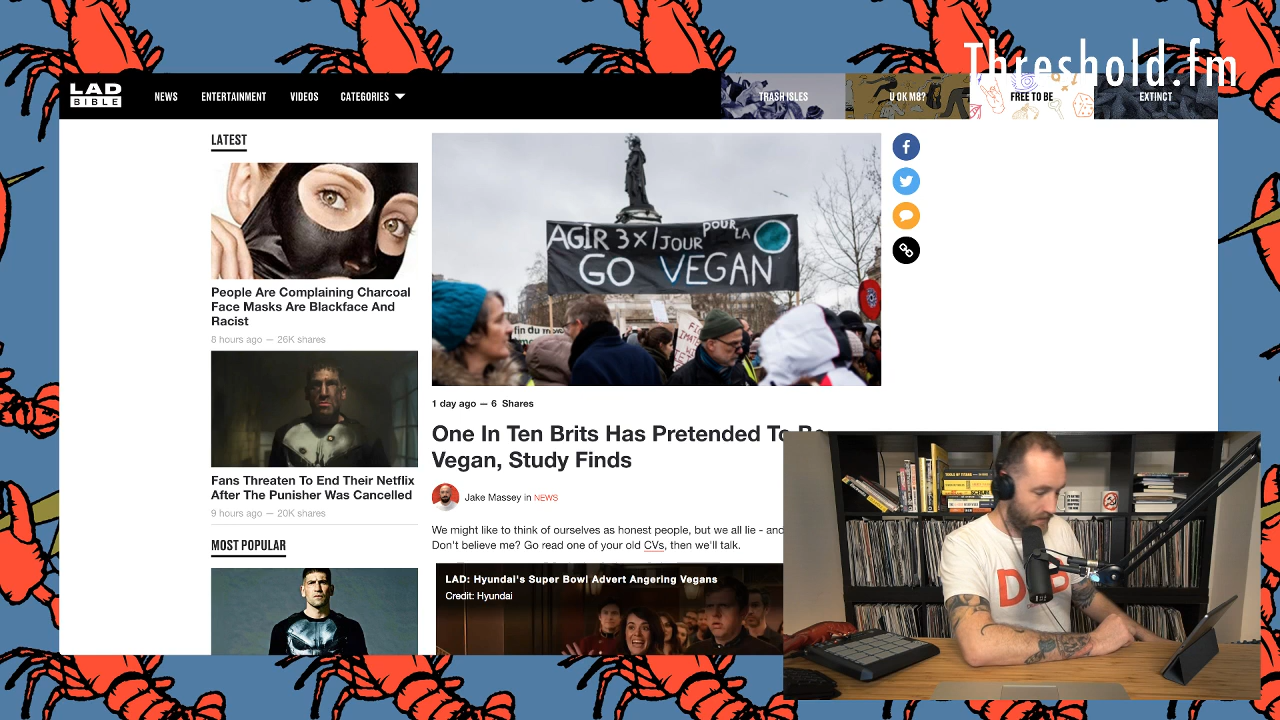 Threshold.fm
LAD
BIBLE
NEWS
ENTERTAINMENT
VIDEOS
CATEGORIES
TRASH ISLES
U OK M8?
FREE TO BE
EXTINCT
LATEST
People Are Complaining Charcoal
Face Masks Are Blackface And
Racist
8 hours ago — 26K shares
Fans Threaten To End Their Netflix
After The Punisher Was Cancelled
9 hours ago — 20K shares
MOST POPULAR
AGIR 3X/JOUR POUR LA
GO VEGAN
fin du
1 day ago — 6 Shares
One In Ten Brits Has Pretended To Be
Vegan, Study Finds
Jake Massey in NEWS
We might like to think of ourselves as honest people, but we all lie - and
Don't believe me? Go read one of your old CVs, then we'll talk.
LAD: Hyundai's Super Bowl Advert Angering Vegans
Credit: Hyundai